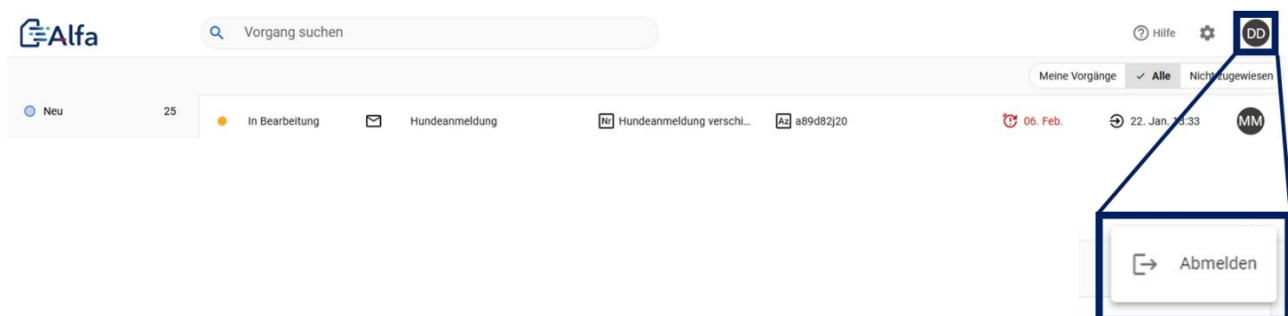 Alfa
Vorgang suchen
Hilfe
DD
Meine Vorgänge Alle Nicht zugewiesen
Neu 25
In Bearbeitung Hundeanmeldung Nr Hundeanmeldung verschi... Az a89d82j20 06. Feb. 22. Jan. 13:33 MM
Abmelden